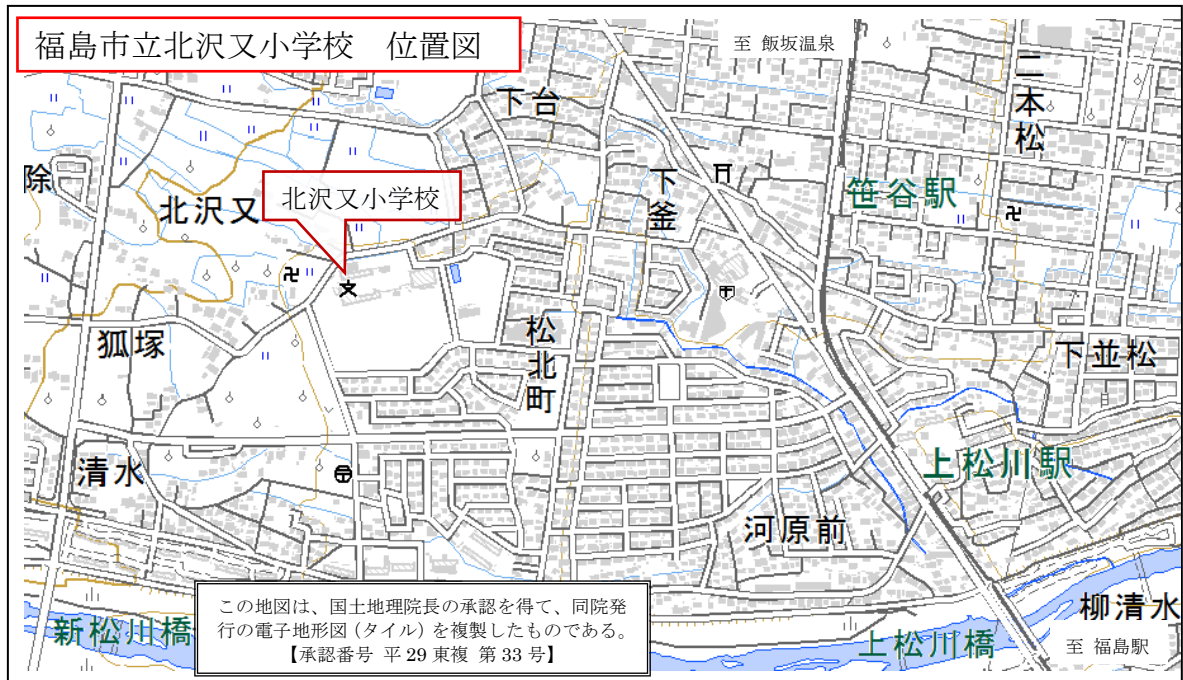 福島市立北沢又小学校　位置図
至 飯坂温泉
下台
二本松
除
北沢又
北沢又小学校
下釜
笹谷駅
狐塚
松北町
下並松
清水
上松川駅
河原前
この地図は、国土地理院長の承認を得て、同院発
行の電子地形図（タイル）を複製したものである。
【承認番号 平 29 東複 第 33 号】
柳清水
新松川橋
上松川橋
至 福島駅